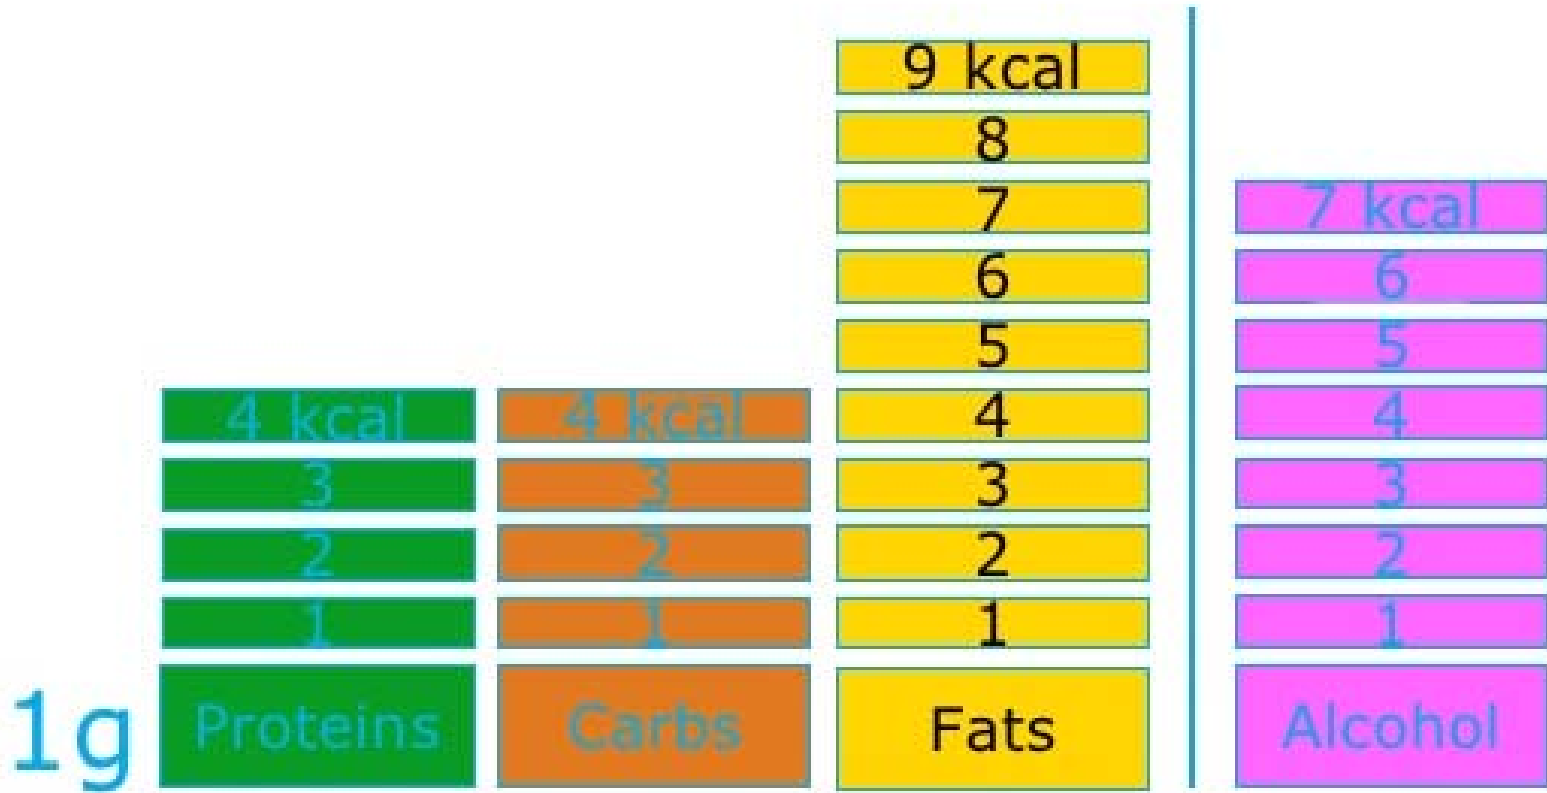 9 kcal
8
7 7 kcal
6 6
5 5
4 kcal 4 kcal 4 4
3 3 3 3
2 2 2 2
1 1 1 1
1g Proteins Carbs Fats Alcohol